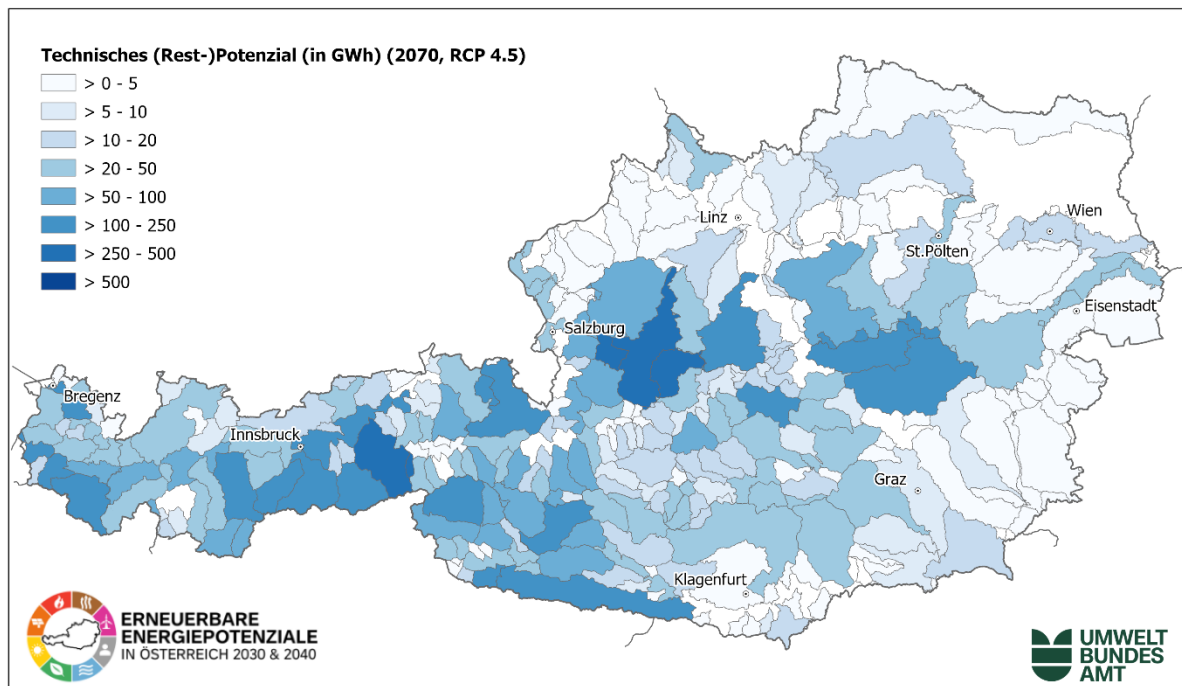 Technisches (Rest-)Potenzial (in GWh) (2070, RCP 4.5)
> 0 - 5
> 5 - 10
> 10 - 20
> 20 - 50
> 50 - 100
> 100 - 250
> 250 - 500
> 500
Linz
Wien
St.Pölten
Eisenstadt
Salzburg
Bregenz
Innsbruck
Graz
Klagenfurt
ERNEUERBARE
ENERGIEPOTENZIALE
IN ÖSTERREICH 2030 & 2040
UMWELT
BUNDES
AMT